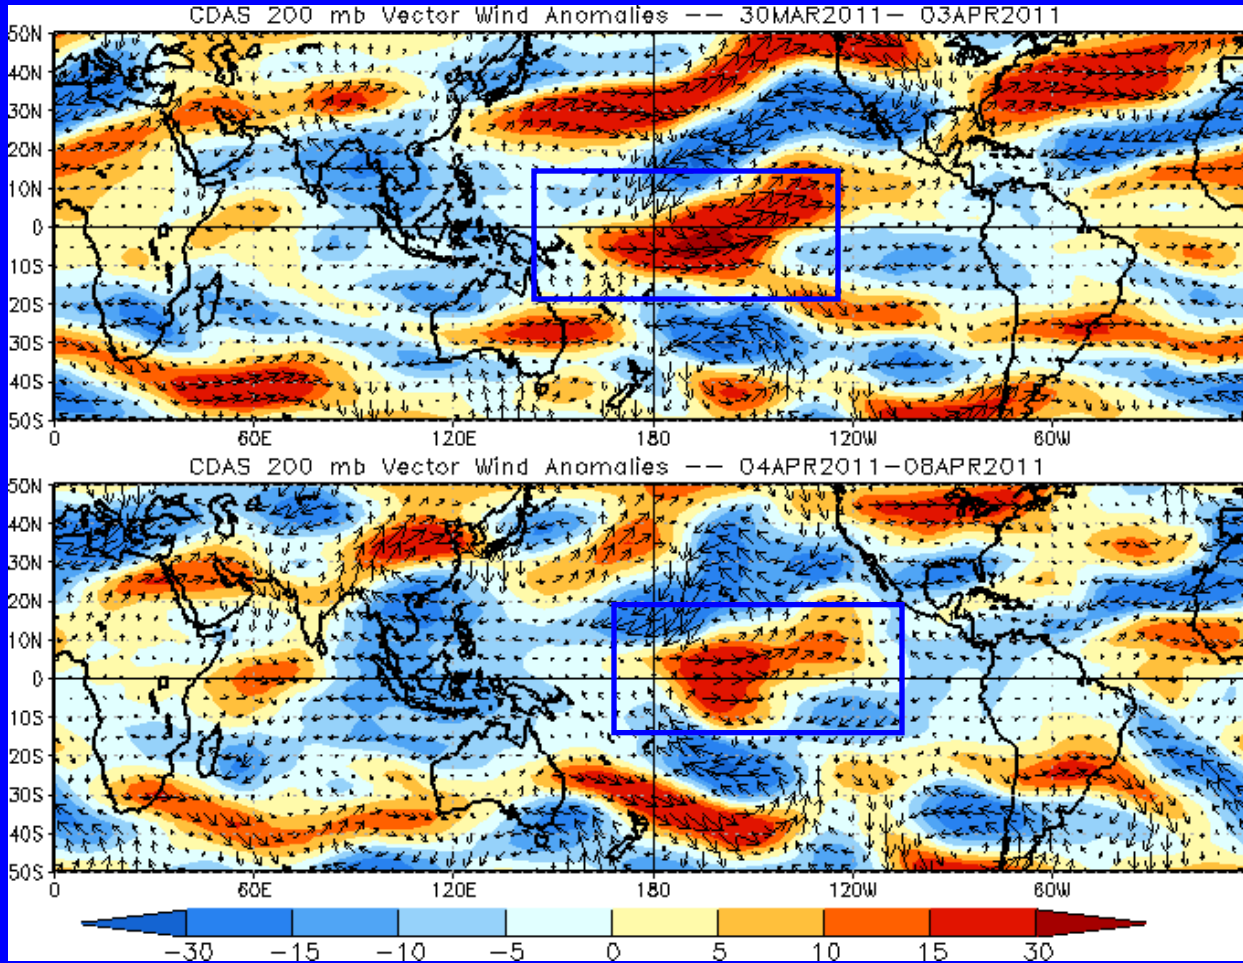 CDAS 200 mb Vector Wind Anomalies -- 30MAR2011- 03APR2011
50N
40N
30N
20N
10N
0
10S
20S
30S
40S
50S
0 60E 120E 180 120W 60W
CDAS 200 mb Vector Wind Anomalies -- 04APR2011-08APR2011
50N
40N
30N
20N
10N
0
10S
20S
30S
40S
50S
0 60E 120E 180 120W 60W
-30 -15 -10 -5 0 5 10 15 30